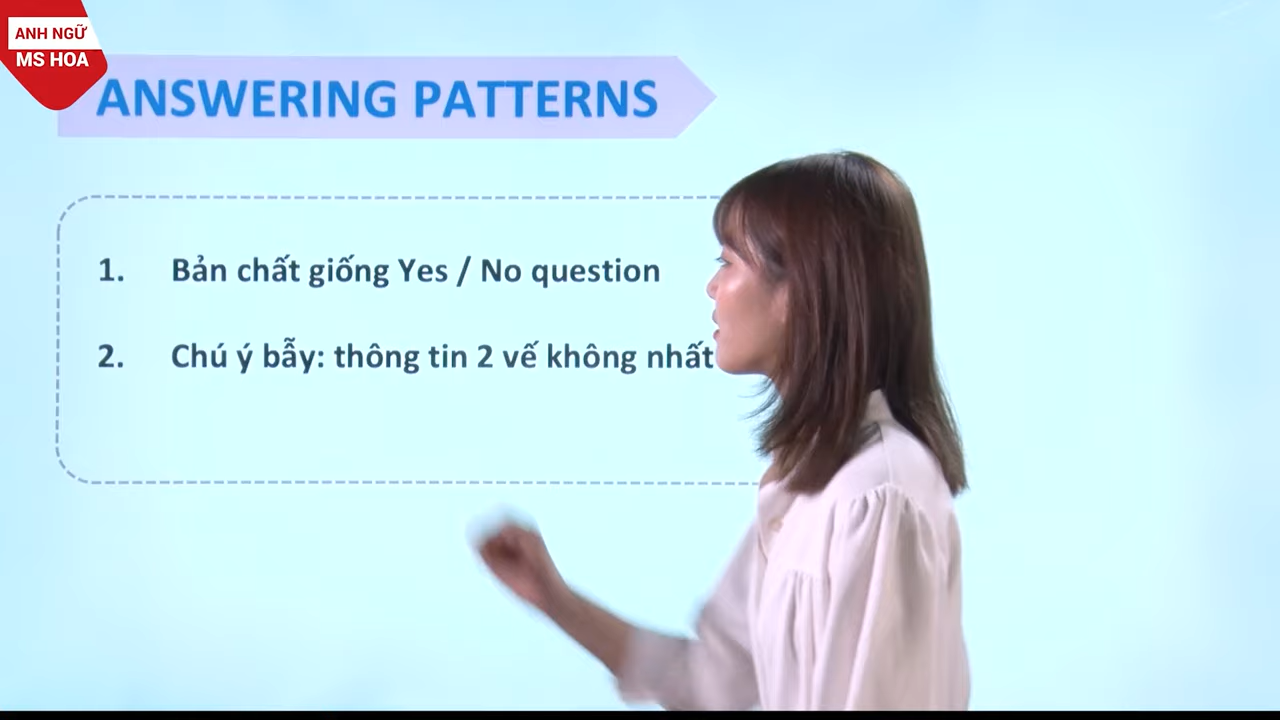 ANH NGỮ
MS HOA
ANSWERING PATTERNS
1. Bản chất giống Yes / No question
2. Chú ý bẫy: thông tin 2 vế không nhất